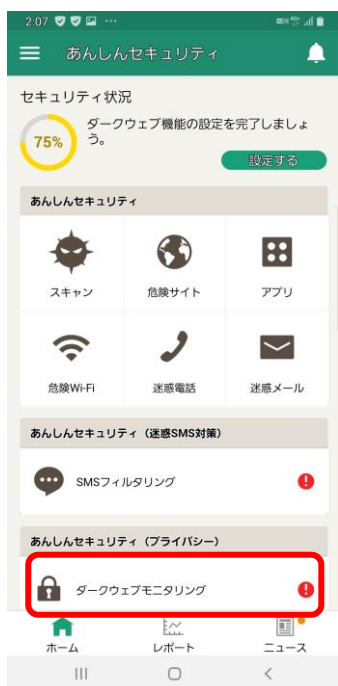 2:07
あんしんセキュリティ
セキュリティ状況
75%
ダークウェブ機能の設定を完了しましょ
う。
設定する
あんしんセキュリティ
スキャン 危険サイト アプリ
危険Wi-Fi 迷惑電話 迷惑メール
あんしんセキュリティ（迷惑SMS対策）
SMSフィルタリング
あんしんセキュリティ（プライバシー）
ダークウェブモニタリング
ホーム レポート ニュース